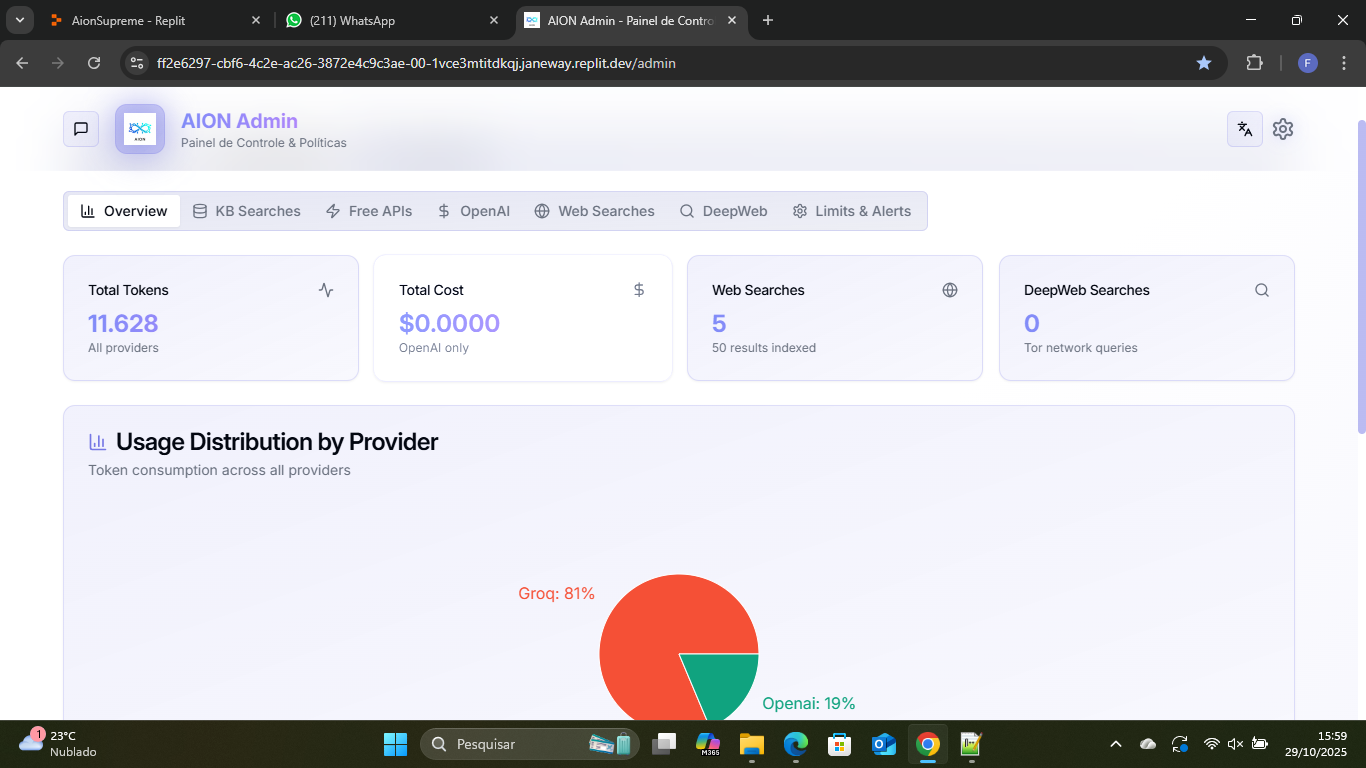 AionSupreme - Replit
(211) WhatsApp
AION Admin - Painel de Contro
ff2e6297-cbf6-4c2e-ac26-3872e4c9c3ae-00-1vce3mtitdkqj.janeway.replit.dev/admin
F
AION
AION Admin
Painel de Controle & Políticas
Overview
KB Searches
Free APIs
OpenAI
Web Searches
DeepWeb
Limits & Alerts
Total Tokens
11.628
All providers
Total Cost
$0.0000
OpenAI only
Web Searches
5
50 results indexed
DeepWeb Searches
0
Tor network queries
Usage Distribution by Provider
Token consumption across all providers
Groq: 81%
Openai: 19%
1
23°C
Nublado
Pesquisar
M365
15:59
29/10/2025